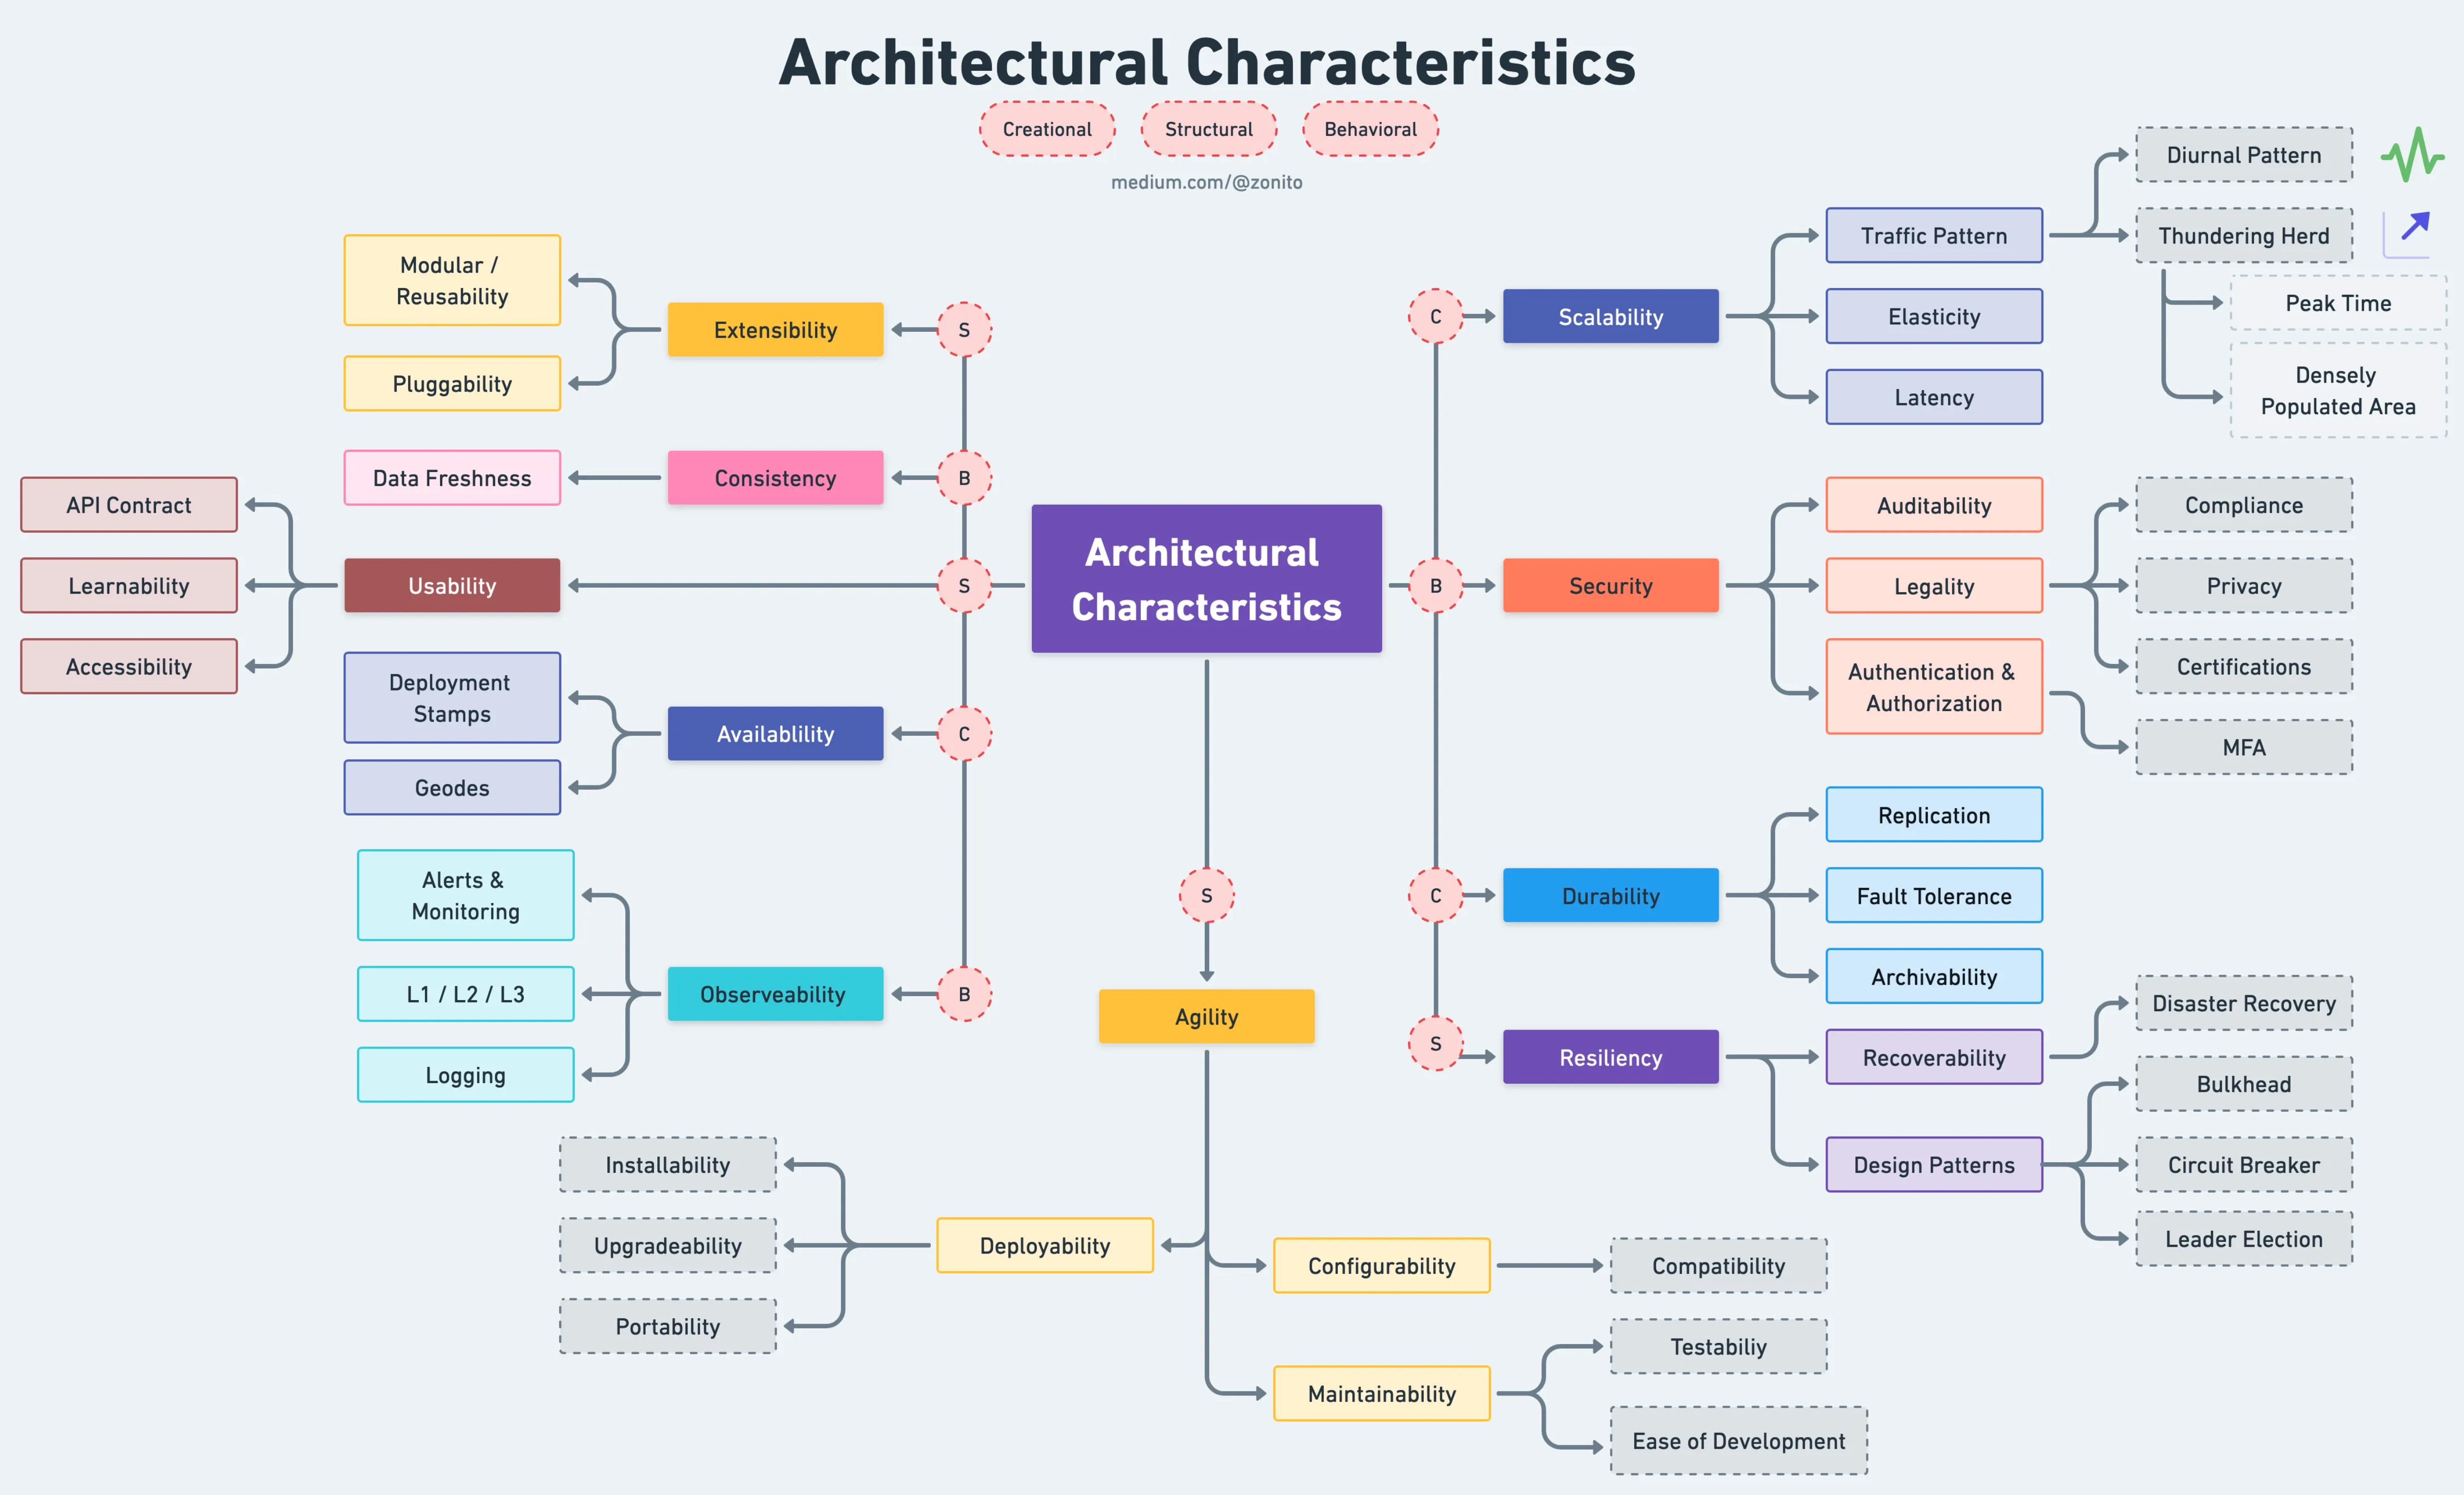 Architectural Characteristics
Creational
Structural
Behavioral
medium.com/@zonito
Modular /
Reusability
Pluggability
Extensibility
S
Data Freshness
Consistency
B
API Contract
Learnability
Accessibility
Usability
S
Deployment
Stamps
Geodes
Availablility
C
Alerts &
Monitoring
L1 / L2 / L3
Logging
Observeability
B
Architectural
Characteristics
C
Scalability
Traffic Pattern
Elasticity
Latency
Diurnal Pattern
Thundering Herd
Peak Time
Densely
Populated Area
B
Security
Auditability
Legality
Authentication &
Authorization
Compliance
Privacy
Certifications
MFA
C
Durability
Replication
Fault Tolerance
Archivability
S
Resiliency
Recoverability
Design Patterns
Disaster Recovery
Bulkhead
Circuit Breaker
Leader Election
S
Agility
Deployability
Installability
Upgradeability
Portability
Configurability
Compatibility
Maintainability
Testabiliy
Ease of Development